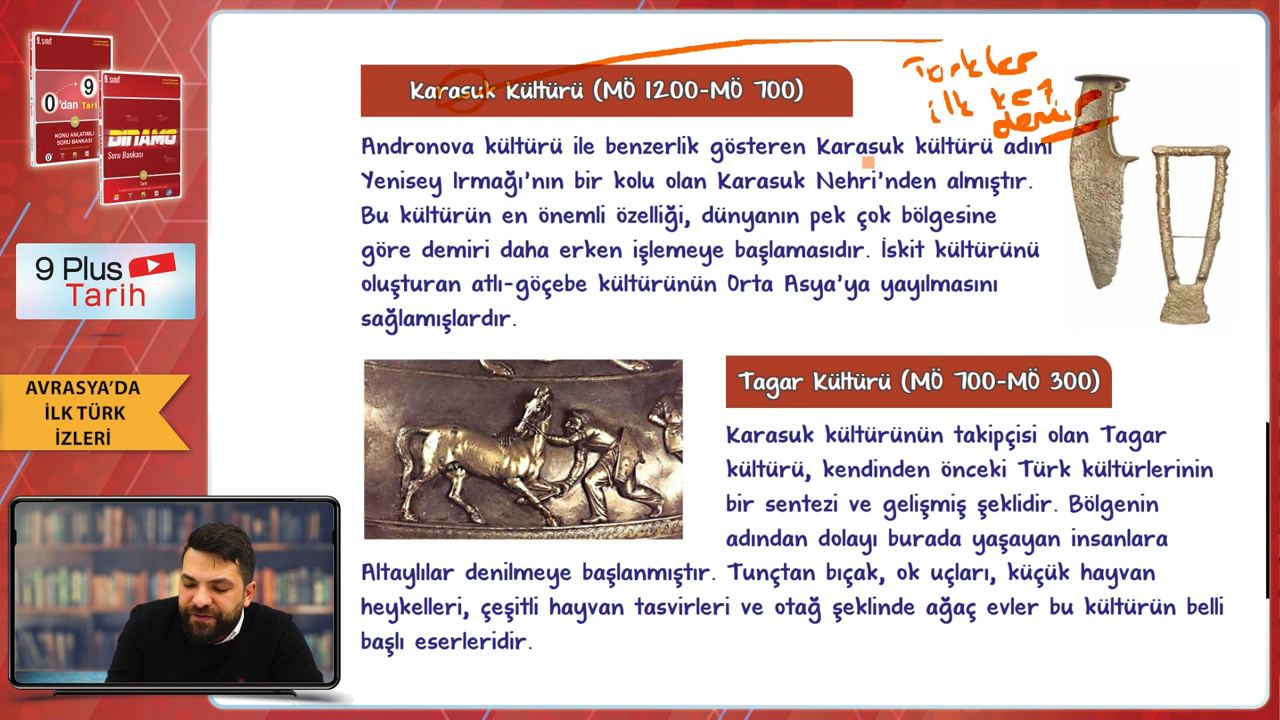 9.sınıf
0'dan 9 Tarih
KONU ANLATIMLI
SORU BANKASI
9.sınıf
DINAMO
Soru Bankası
9 Plus
Tarih
AVRASYA'DA
İLK TÜRK
İZLERİ
Karasuk Kültürü (MÖ 1200-MÖ 700)
Türkler
ilk kez
demir
Andronova kültürü ile benzerlik gösteren Karasuk kültürü adını
Yenisey Irmağı'nın bir kolu olan Karasuk Nehri'nden almıştır.
Bu kültürün en önemli özelliği, dünyanın pek çok bölgesine
göre demiri daha erken işlemeye başlamasıdır. İskit kültürünü
oluşturan atlı-göçebe kültürünün Orta Asya'ya yayılmasını
sağlamışlardır.
Tagar Kültürü (MÖ 700-MÖ 300)
Karasuk kültürünün takipçisi olan Tagar
kültürü, kendinden önceki Türk kültürlerinin
bir sentezi ve gelişmiş şeklidir. Bölgenin
adından dolayı burada yaşayan insanlara
Altaylılar denilmeye başlanmıştır. Tunçtan bıçak, ok uçları, küçük hayvan
heykelleri, çeşitli hayvan tasvirleri ve otağ şeklinde ağaç evler bu kültürün belli
başlı eserleridir.